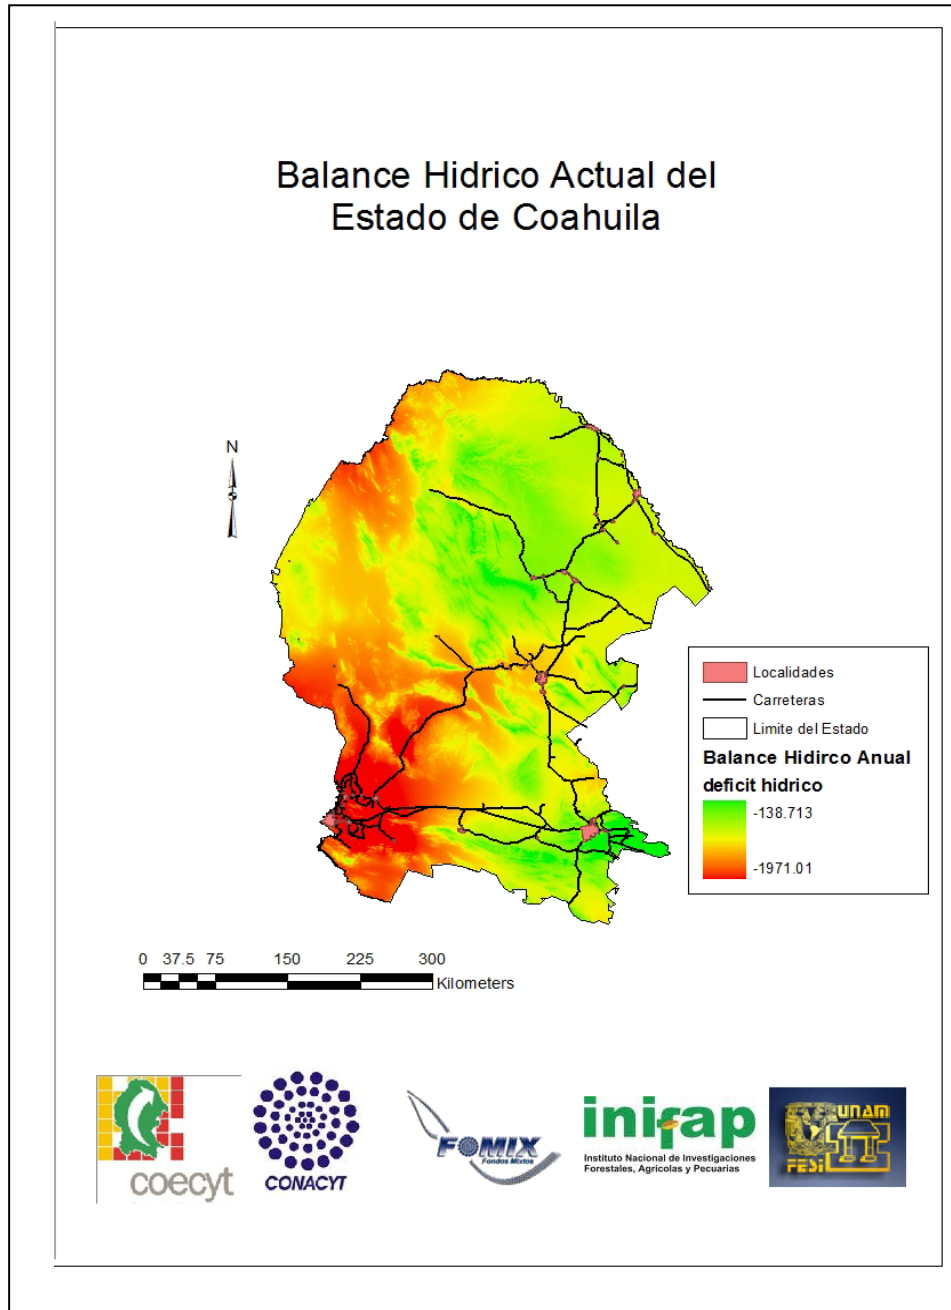 Balance Hidrico Actual del
Estado de Coahuila
N
Localidades
Carreteras
Limite del Estado
Balance Hidirco Anual
deficit hidrico
-138.713
-1971.01
0 37.5 75 150 225 300
Kilometers
coecyt
CONACYT
FOMIX
Fondos Mixtos
inifap
Instituto Nacional de Investigaciones
Forestales, Agrícolas y Pecuarias
UNAM
FESI